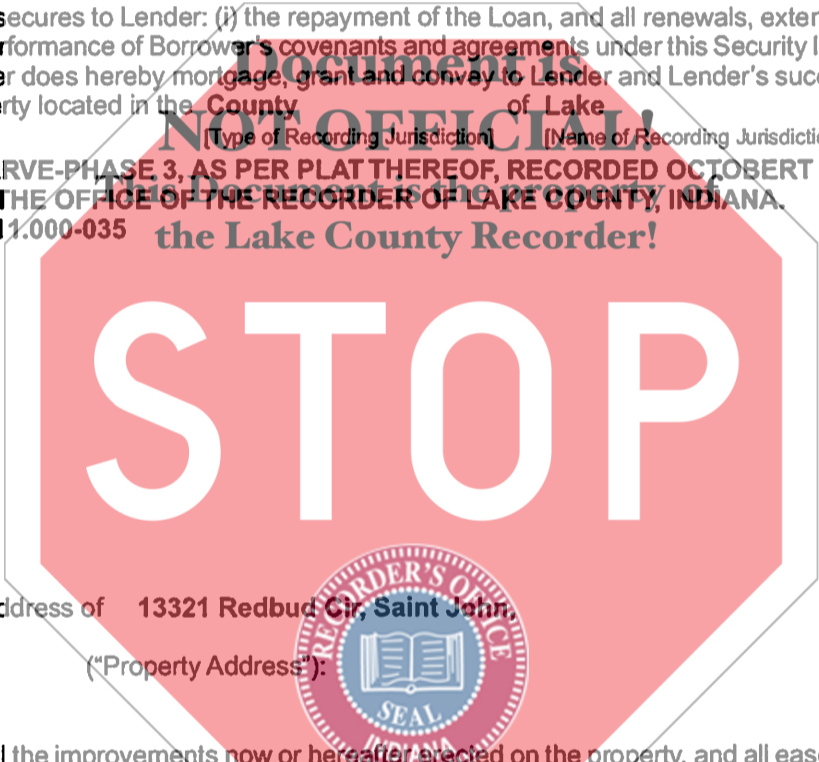 secures to Lender: (i) the repayment of the Loan, and all renewals, exter
rformance of Borrower's covenants and agreements under this Security I
Document is
er does hereby mortgage, grant and convey to Lender and Lender's succ
rty located in the County of Lake
NOT OFFICIAL!
[Type of Recording Jurisdiction] [Name of Recording Jurisdictio
RVE-PHASE 3, AS PER PLAT THEREOF, RECORDED OCTOBERT
This Document is the property of
THE OFFICE OF THE RECORDER OF LAKE COUNTY, INDIANA.
11.000-035
the Lake County Recorder!
STOP
RECORDER'S OFFICE
ddress of 13321 Redbud Cir, Saint John,
("Property Address"):
SEAL
INDIANA
l the improvements now or hereafter erected on the property, and all eas